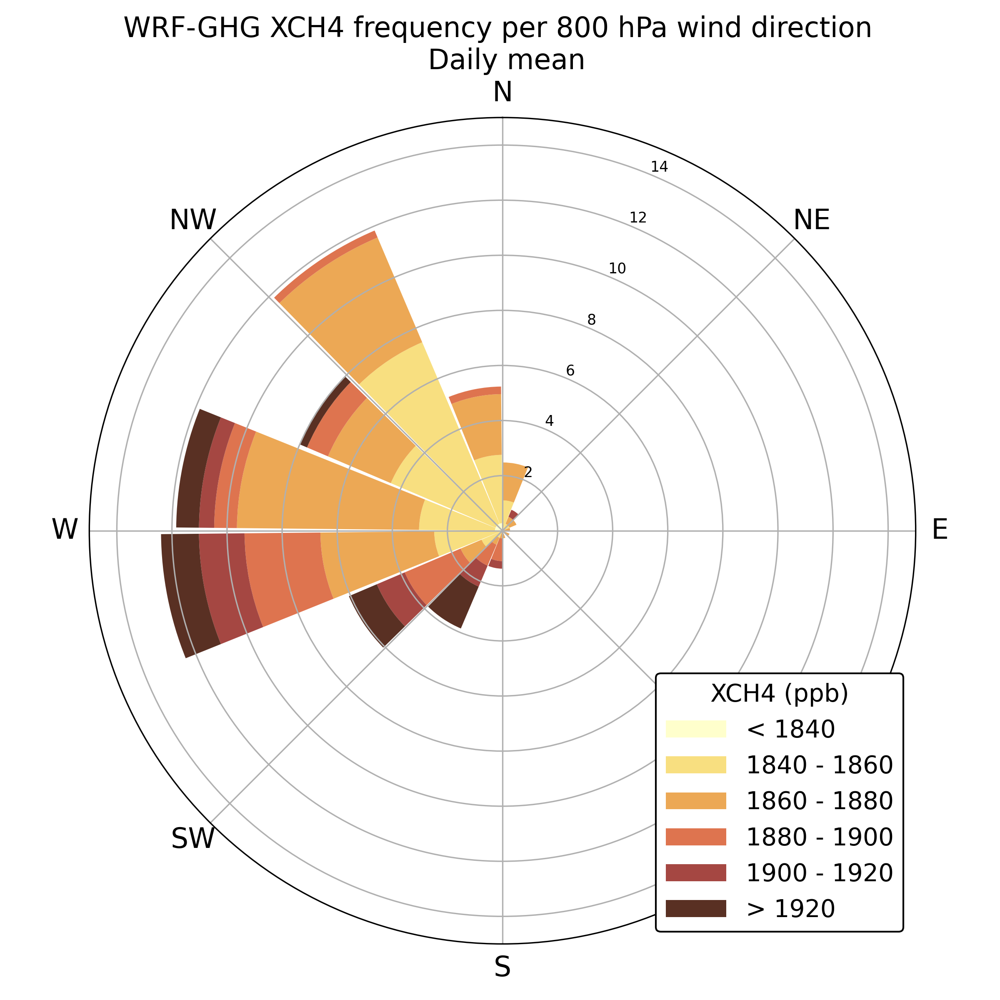 WRF-GHG XCH4 frequency per 800 hPa wind direction
Daily mean
N
14
NW
NE
12
10
8
6
4
2
W
E
XCH4 (ppb)
< 1840
1840 - 1860
1860 - 1880
SW
1880 - 1900
1900 - 1920
> 1920
S